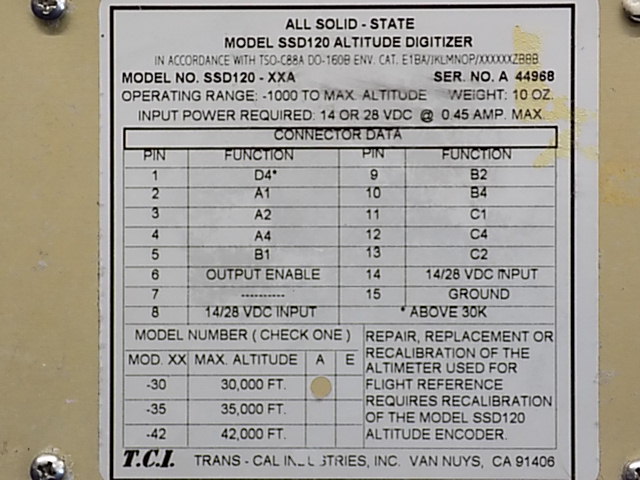 ALL SOLID - STATE
MODEL SSD120 ALTITUDE DIGITIZER
IN ACCORDANCE WITH TSO-C88A DO-160B ENV. CAT. E1BA/JKLMNOP/XXXXXXZBBB
MODEL NO. SSD120 - XXA SER. NO. A 44968
OPERATING RANGE: -1000 TO MAX. ALTITUDE WEIGHT: 10 OZ.
INPUT POWER REQUIRED: 14 OR 28 VDC @ 0.45 AMP. MAX.
CONNECTOR DATA
PIN FUNCTION PIN FUNCTION
1 D4* 9 B2
2 A1 10 B4
3 A2 11 C1
4 A4 12 C4
5 B1 13 C2
6 OUTPUT ENABLE 14 14/28 VDC INPUT
7 ---------- 15 GROUND
8 14/28 VDC INPUT * ABOVE 30K
MODEL NUMBER ( CHECK ONE )
MOD. XX MAX. ALTITUDE A E
-30 30,000 FT.
-35 35,000 FT.
-42 42,000 FT.
REPAIR, REPLACEMENT OR
RECALIBRATION OF THE
ALTIMETER USED FOR
FLIGHT REFERENCE
REQUIRES RECALIBRATION
OF THE MODEL SSD120
ALTITUDE ENCODER.
T.C.I. TRANS - CAL INC. VAN NUYS, CA 91406